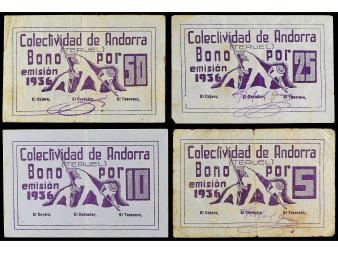 Colectividad de Andorra
(TERUEL)
Bono por
emisión 50
1936
El Cajero, El Contador, El Tesorero,
Colectividad de Andorra
(TERUEL)
Bono por
emisión 25
1936
El Cajero, El Contador, El Tesorero,
Colectividad de Andorra
(TERUEL)
Bono por
emisión 10
1936
El Cajero, El Contador, El Tesorero,
Colectividad de Andorra
(TERUEL)
Bono por
emisión 5
1936
El Cajero, El Contador, El Tesorero,